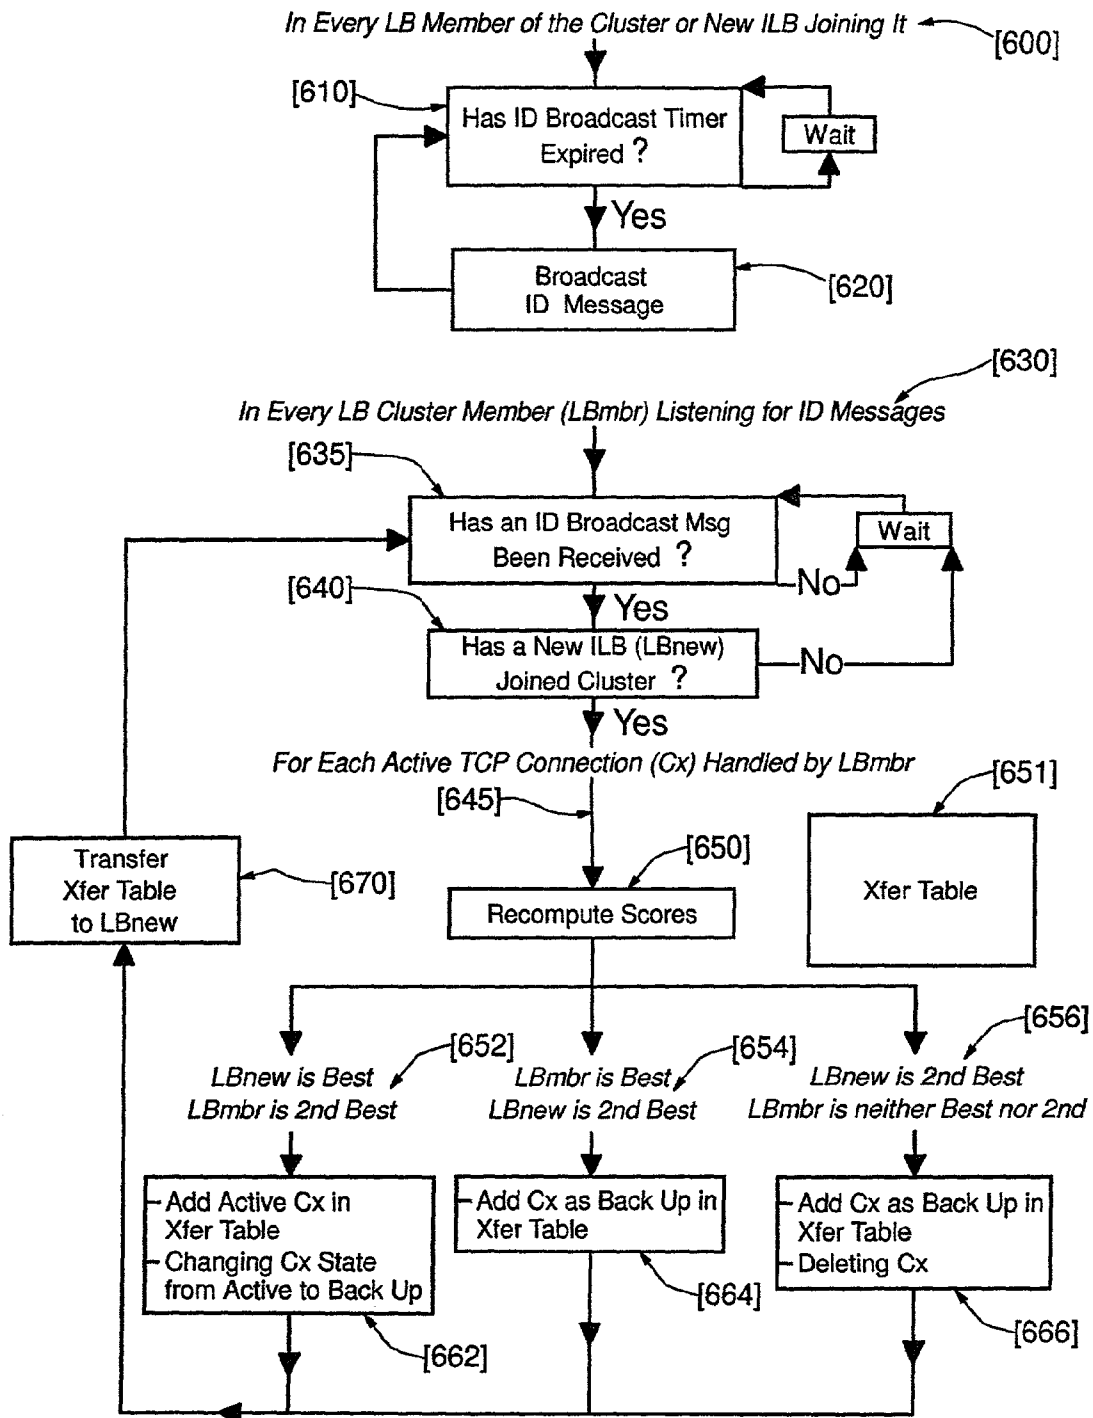 In Every LB Member of the Cluster or New ILB Joining It
[600]
[610]
Has ID Broadcast Timer
Expired ?
Wait
Yes
Broadcast
ID Message
[620]
[630]
In Every LB Cluster Member (LBmbr) Listening for ID Messages
[635]
Has an ID Broadcast Msg
Been Received ?
Wait
No
[640]
Yes
Has a New ILB (LBnew)
Joined Cluster ?
No
Yes
For Each Active TCP Connection (Cx) Handled by LBmbr
[645]
[651]
Xfer Table
[650]
Recompute Scores
Transfer
Xfer Table
to LBnew
[670]
[652]
LBnew is Best
LBmbr is 2nd Best
[654]
LBmbr is Best
LBnew is 2nd Best
[656]
LBnew is 2nd Best
LBmbr is neither Best nor 2nd
- Add Active Cx in
Xfer Table
- Changing Cx State
from Active to Back Up
[662]
- Add Cx as Back Up in
Xfer Table
[664]
- Add Cx as Back Up in
Xfer Table
- Deleting Cx
[666]